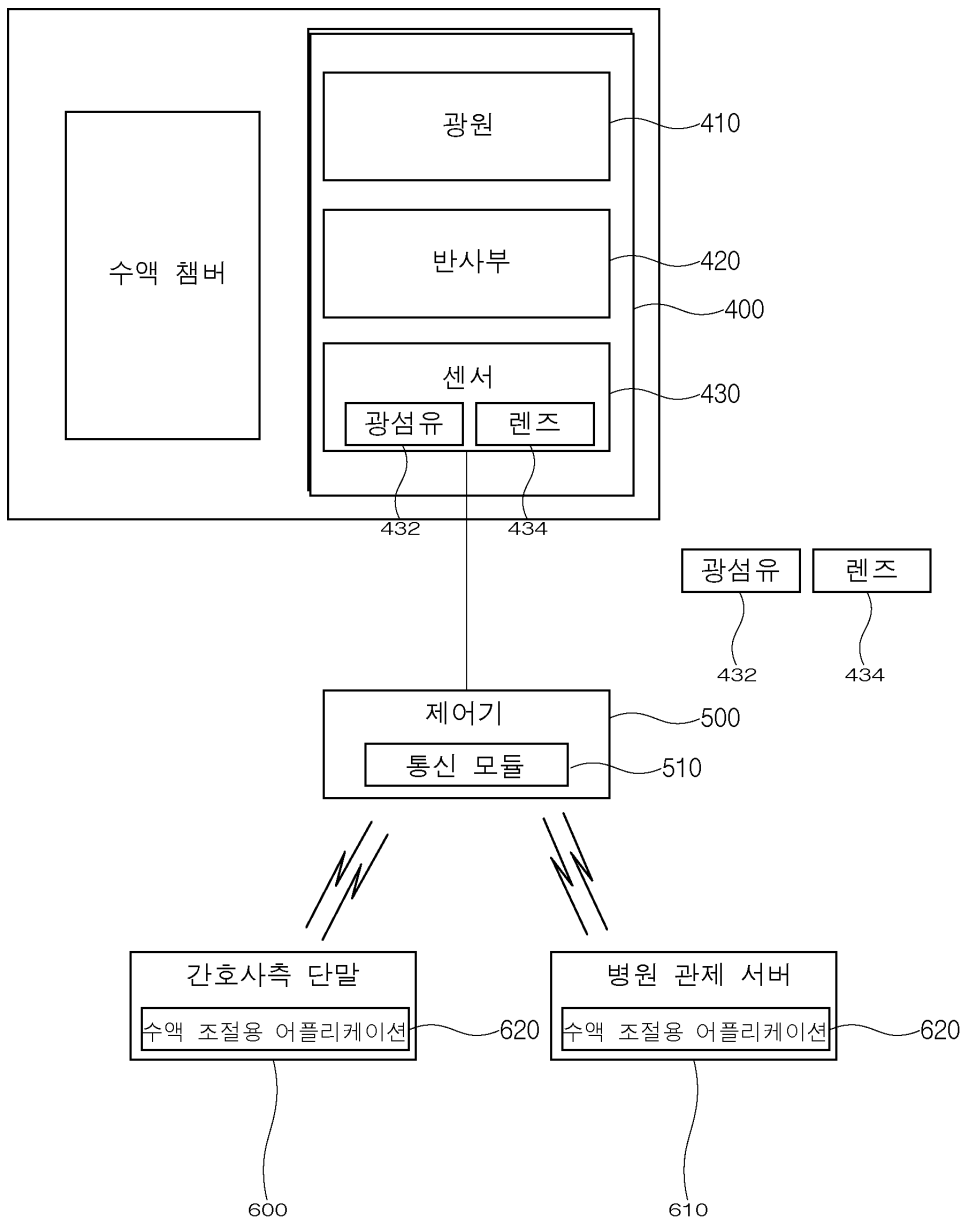 광원
410
수액 챔버
반사부
420
400
센서
430
광섬유
렌즈
432
434
광섬유
렌즈
432
434
제어기
500
통신 모듈
510
간호사측 단말
수액 조절용 어플리케이션
620
병원 관제 서버
수액 조절용 어플리케이션
620
600
610